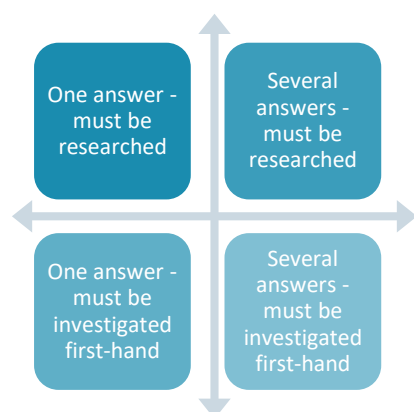 One answer -
must be
researched
Several
answers -
must be
researched
One answer -
must be
investigated
first-hand
Several
answers -
must be
investigated
first-hand